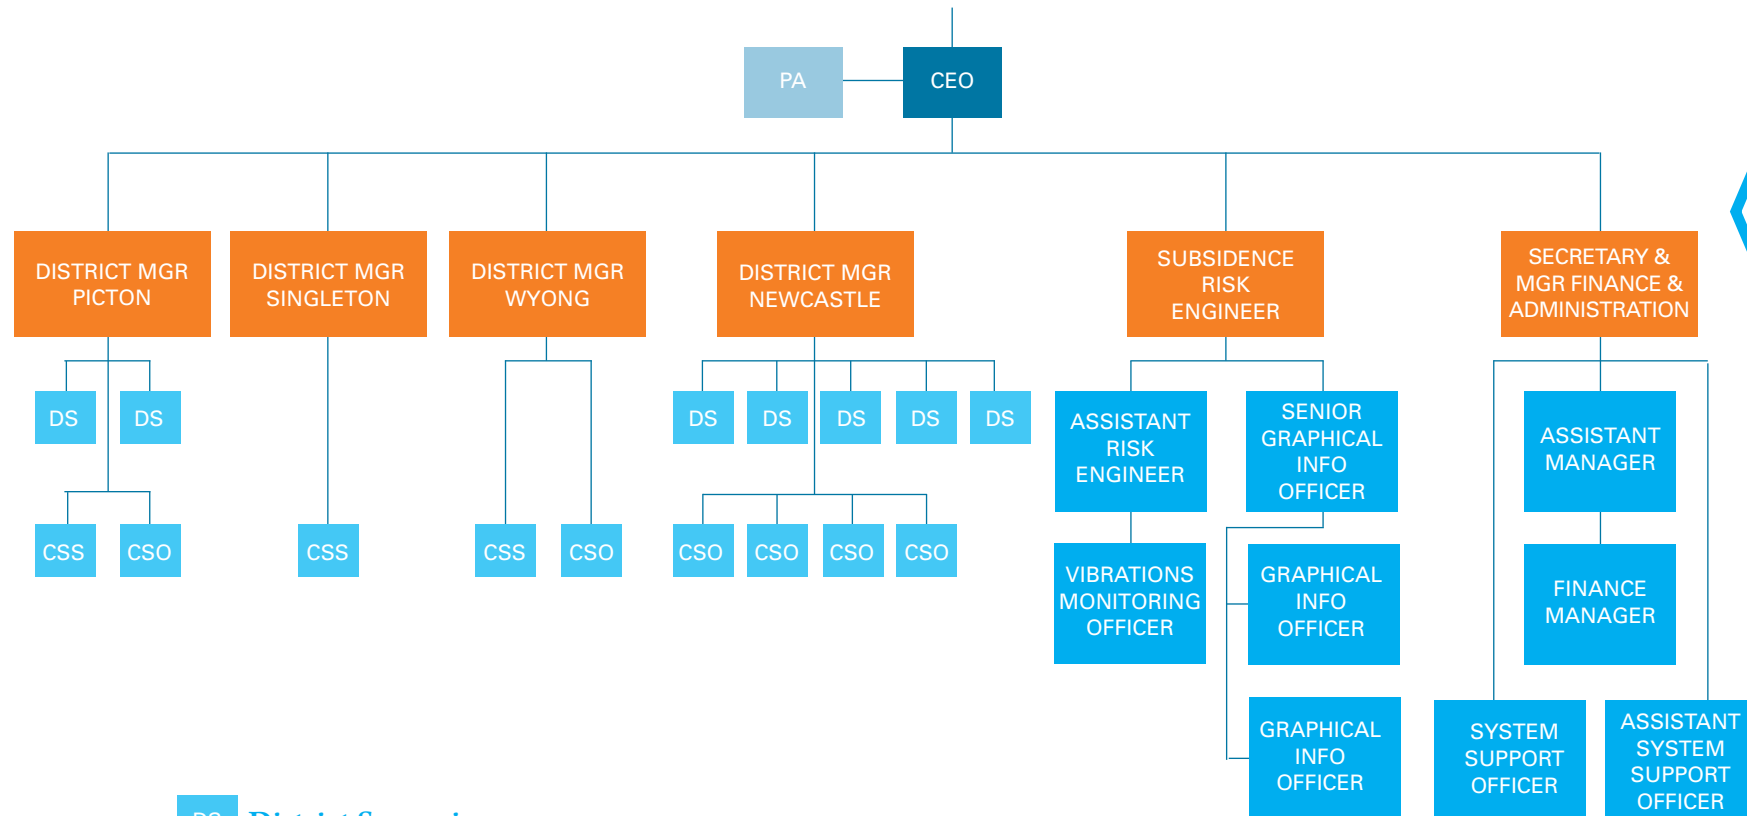 PA
CEO
DISTRICT MGR
PICTON
DISTRICT MGR
SINGLETON
DISTRICT MGR
WYONG
DISTRICT MGR
NEWCASTLE
SUBSIDENCE
RISK
ENGINEER
SECRETARY &
MGR FINANCE &
ADMINISTRATION
DS
DS
DS
DS
DS
DS
DS
ASSISTANT
RISK
ENGINEER
SENIOR
GRAPHICAL
INFO
OFFICER
ASSISTANT
MANAGER
CSS
CSO
CSS
CSS
CSO
CSO
CSO
CSO
CSO
VIBRATIONS
MONITORING
OFFICER
GRAPHICAL
INFO
OFFICER
FINANCE
MANAGER
GRAPHICAL
INFO
OFFICER
SYSTEM
SUPPORT
OFFICER
ASSISTANT
SYSTEM
SUPPORT
OFFICER
DS
District